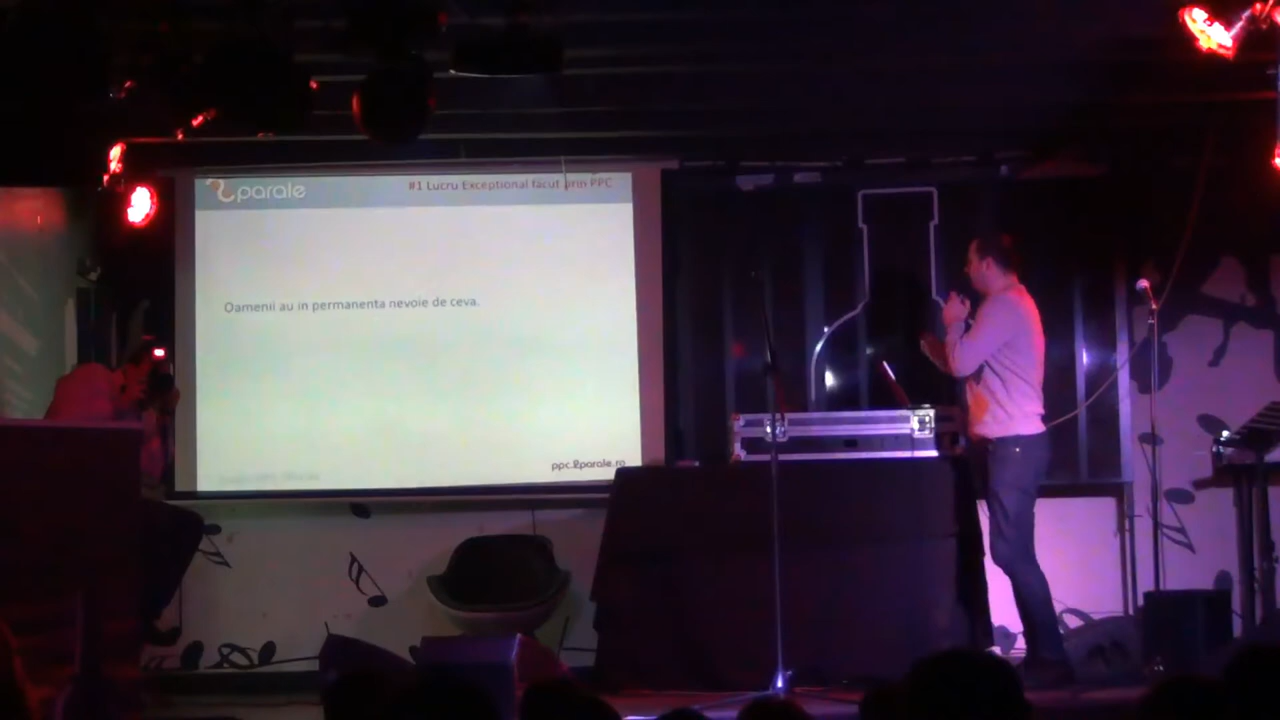 2parale
#1 Lucru Exceptional facut prin PPC
Oamenii au in permanenta nevoie de ceva.
ppc.2parale.ro